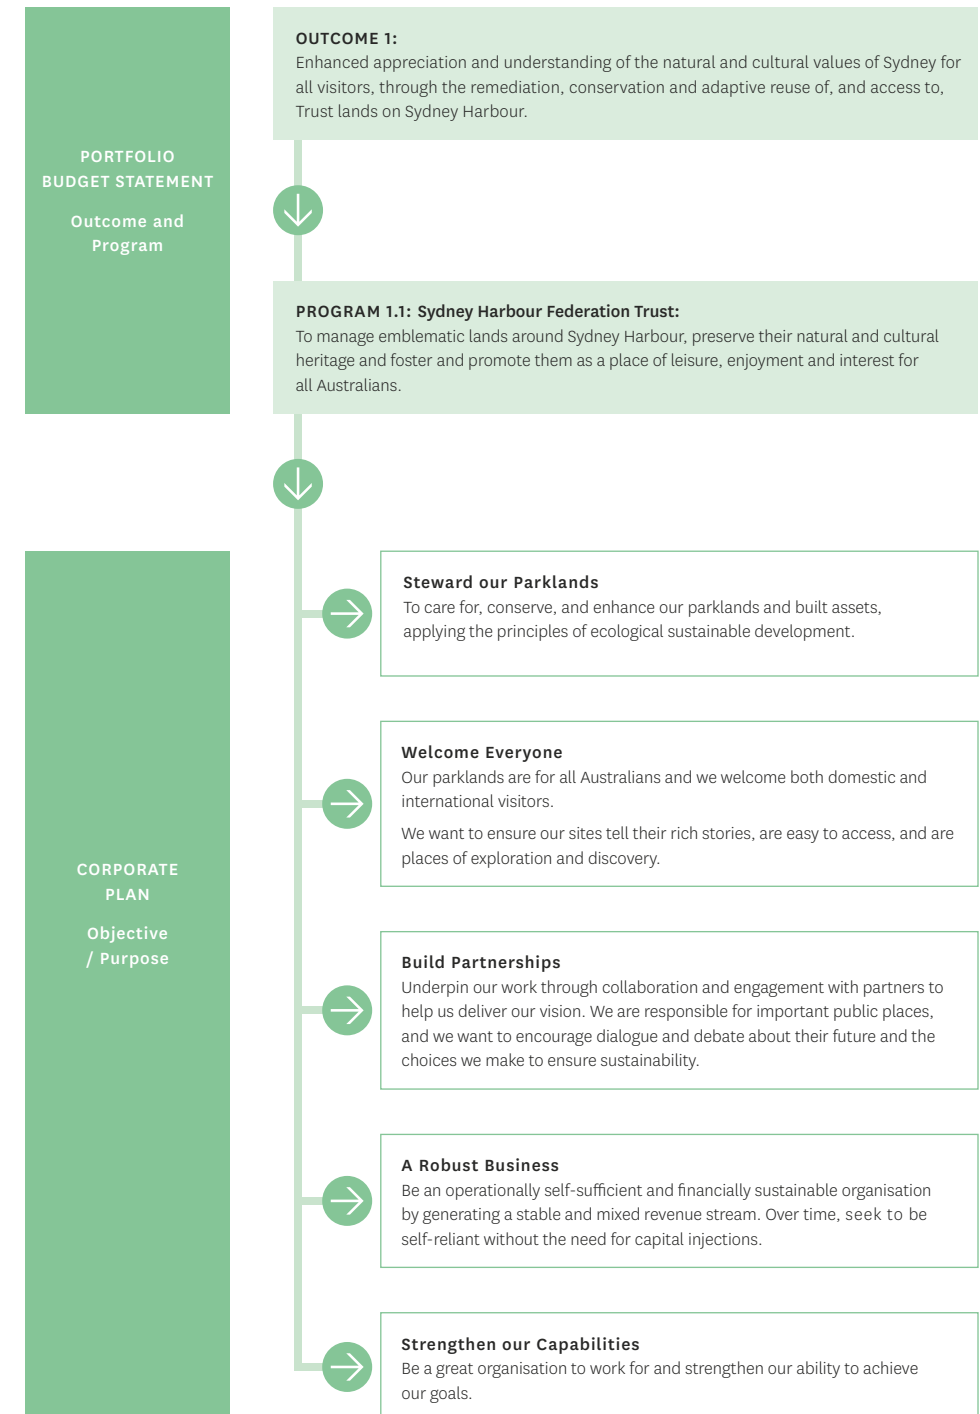 PORTFOLIO
BUDGET STATEMENT
Outcome and
Program
OUTCOME 1:
Enhanced appreciation and understanding of the natural and cultural values of Sydney for
all visitors, through the remediation, conservation and adaptive reuse of, and access to,
Trust lands on Sydney Harbour.
PROGRAM 1.1: Sydney Harbour Federation Trust:
To manage emblematic lands around Sydney Harbour, preserve their natural and cultural
heritage and foster and promote them as a place of leisure, enjoyment and interest for
all Australians.
CORPORATE
PLAN
Objective
/ Purpose
Steward our Parklands
To care for, conserve, and enhance our parklands and built assets,
applying the principles of ecological sustainable development.
Welcome Everyone
Our parklands are for all Australians and we welcome both domestic and
international visitors.
We want to ensure our sites tell their rich stories, are easy to access, and are
places of exploration and discovery.
Build Partnerships
Underpin our work through collaboration and engagement with partners to
help us deliver our vision. We are responsible for important public places,
and we want to encourage dialogue and debate about their future and the
choices we make to ensure sustainability.
A Robust Business
Be an operationally self-sufficient and financially sustainable organisation
by generating a stable and mixed revenue stream. Over time, seek to be
self-reliant without the need for capital injections.
Strengthen our Capabilities
Be a great organisation to work for and strengthen our ability to achieve
our goals.